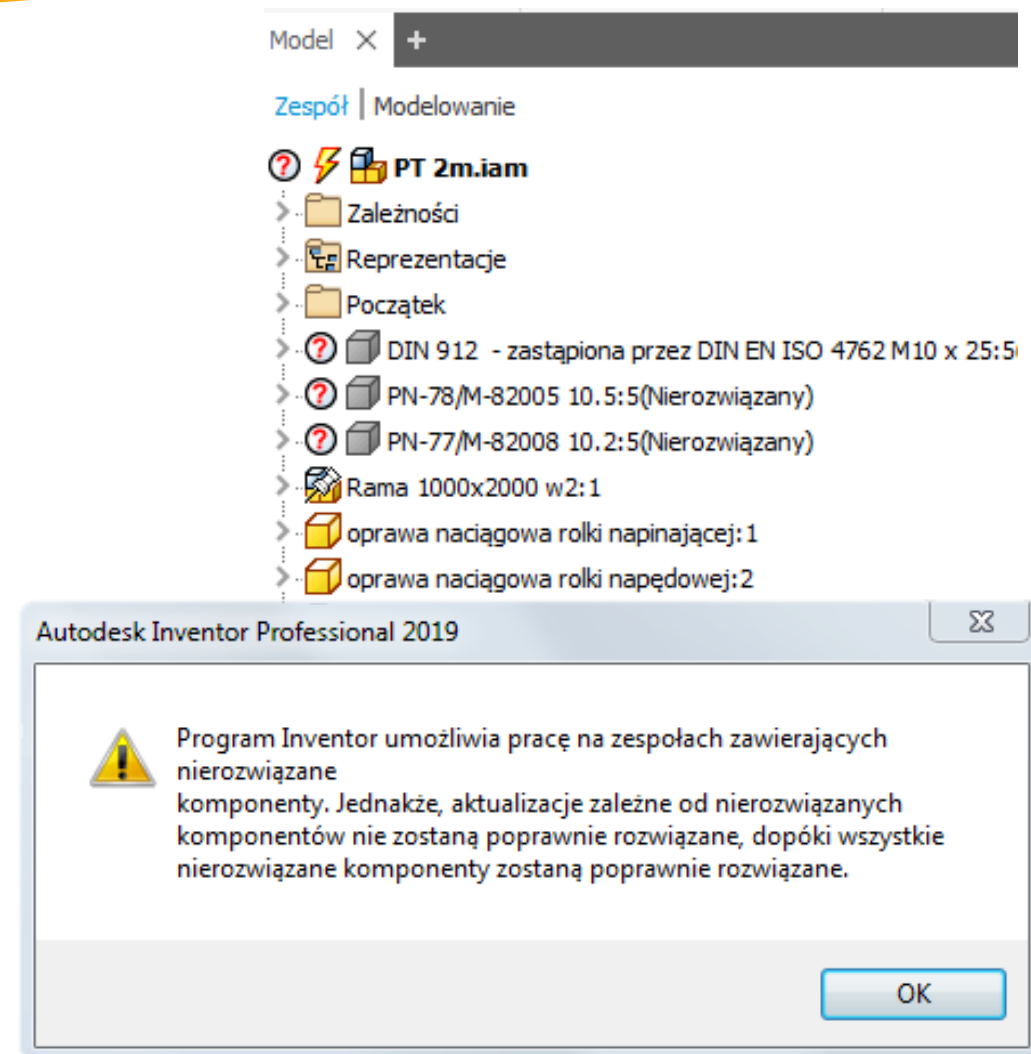 Model
Zespół | Modelowanie
PT 2m.iam
Zależności
Reprezentacje
Początek
DIN 912 - zastąpiona przez DIN EN ISO 4762 M10 x 25:5
PN-78/M-82005 10.5:5(Nierozwiązany)
PN-77/M-82008 10.2:5(Nierozwiązany)
Rama 1000x2000 w2:1
oprawa naciągowa rolki napinającej:1
oprawa naciągowa rolki napędowej:2
Autodesk Inventor Professional 2019
Program Inventor umożliwia pracę na zespołach zawierających
nierozwiązane
komponenty. Jednakże, aktualizacje zależne od nierozwiązanych
komponentów nie zostaną poprawnie rozwiązane, dopóki wszystkie
nierozwiązane komponenty zostaną poprawnie rozwiązane.
OK